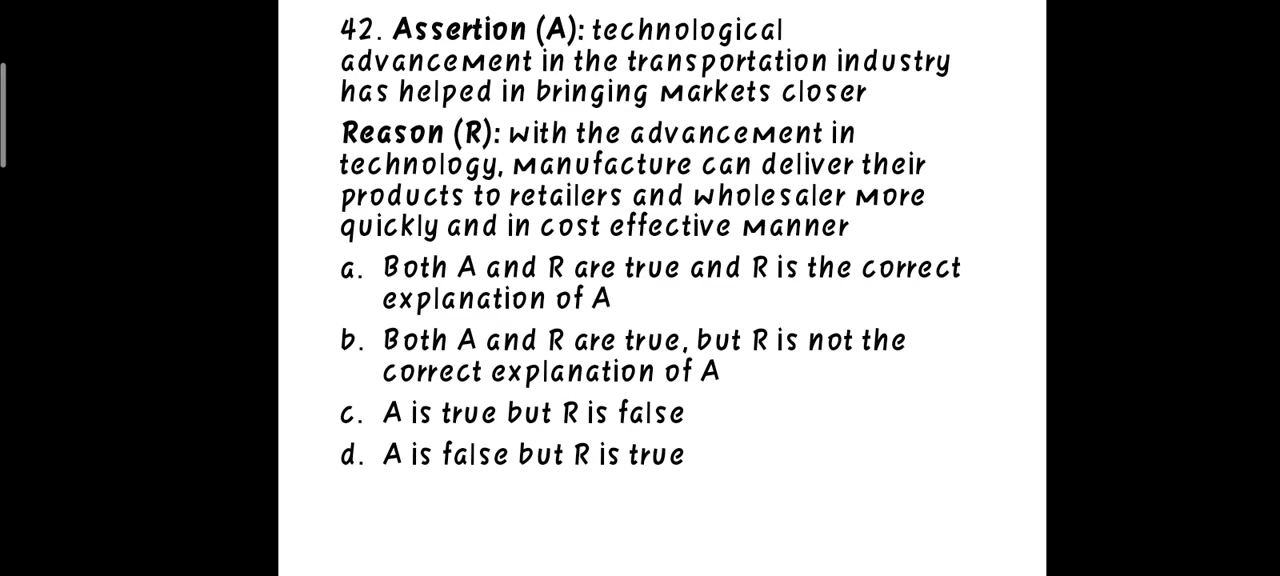 42. Assertion (A): technological
advancement in the transportation industry
has helped in bringing markets closer
Reason (R): with the advancement in
technology, manufacture can deliver their
products to retailers and wholesaler more
quickly and in cost effective manner
a. Both A and R are true and R is the correct
explanation of A
b. Both A and R are true, but R is not the
correct explanation of A
c. A is true but R is false
d. A is false but R is true